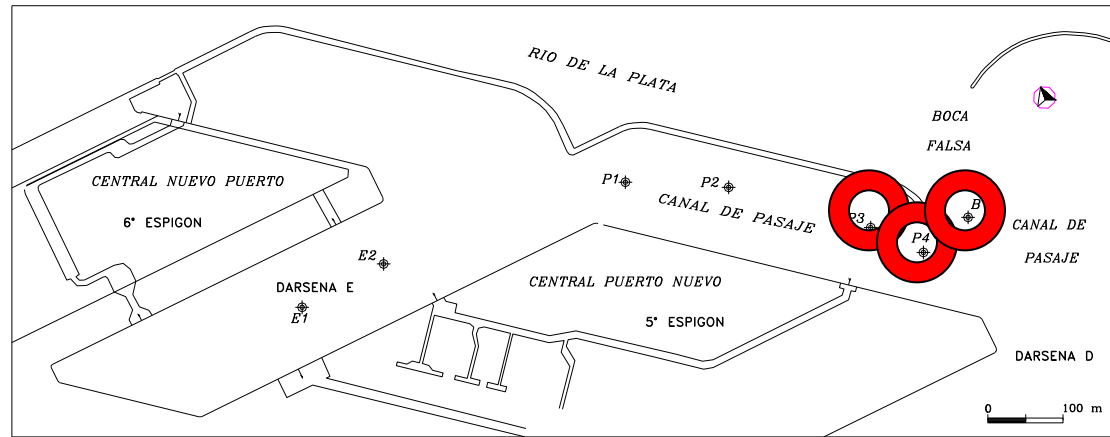 RIO DE LA PLATA
BOCA
FALSA
CENTRAL NUEVO PUERTO
6° ESPIGON
P1
P2
CANAL DE PASAJE
P3
P4
B
CANAL DE
PASAJE
E2
DARSENA E
E1
CENTRAL PUERTO NUEVO
5° ESPIGON
DARSENA D
0 100 m